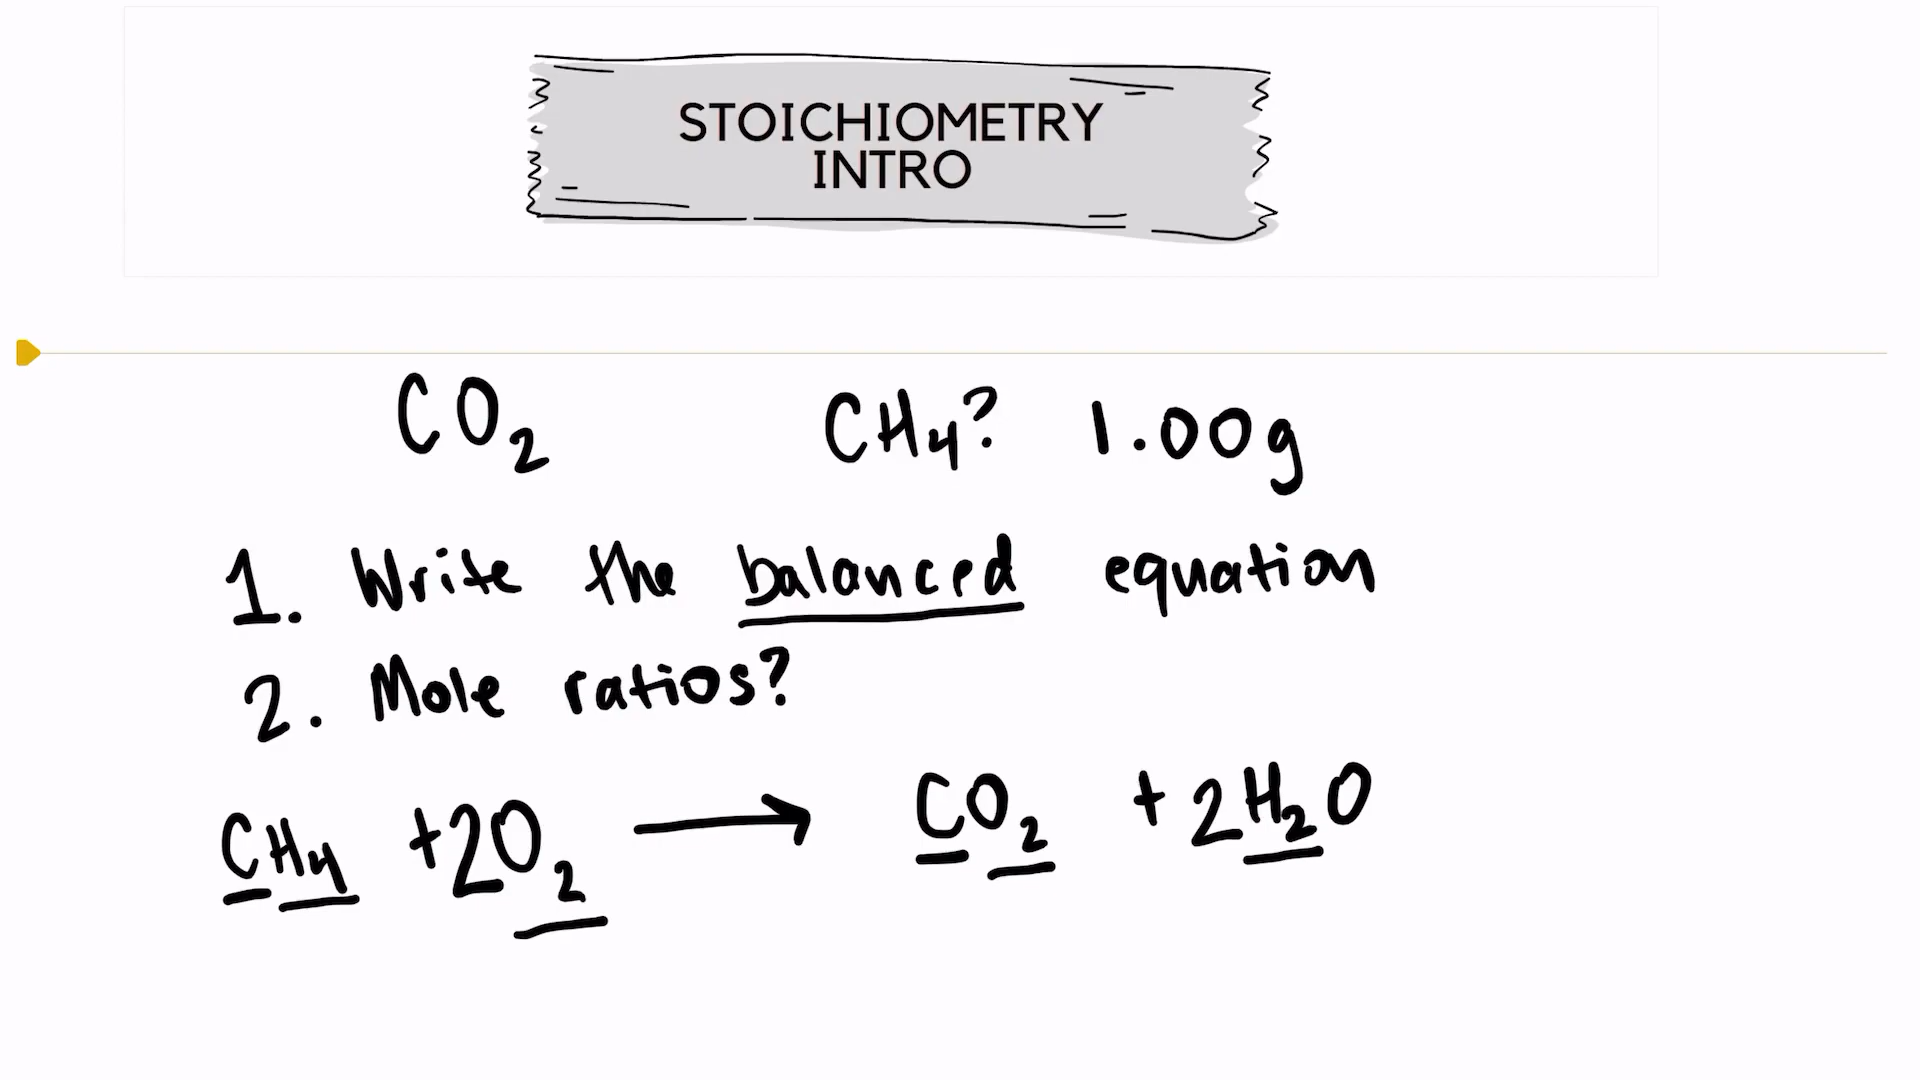 STOICHIOMETRY
INTRO
CO₂ CH₄? 1.00g
1. Write the balanced equation
2. Mole ratios?
CH₄ +2O₂ → CO₂ + 2H₂O